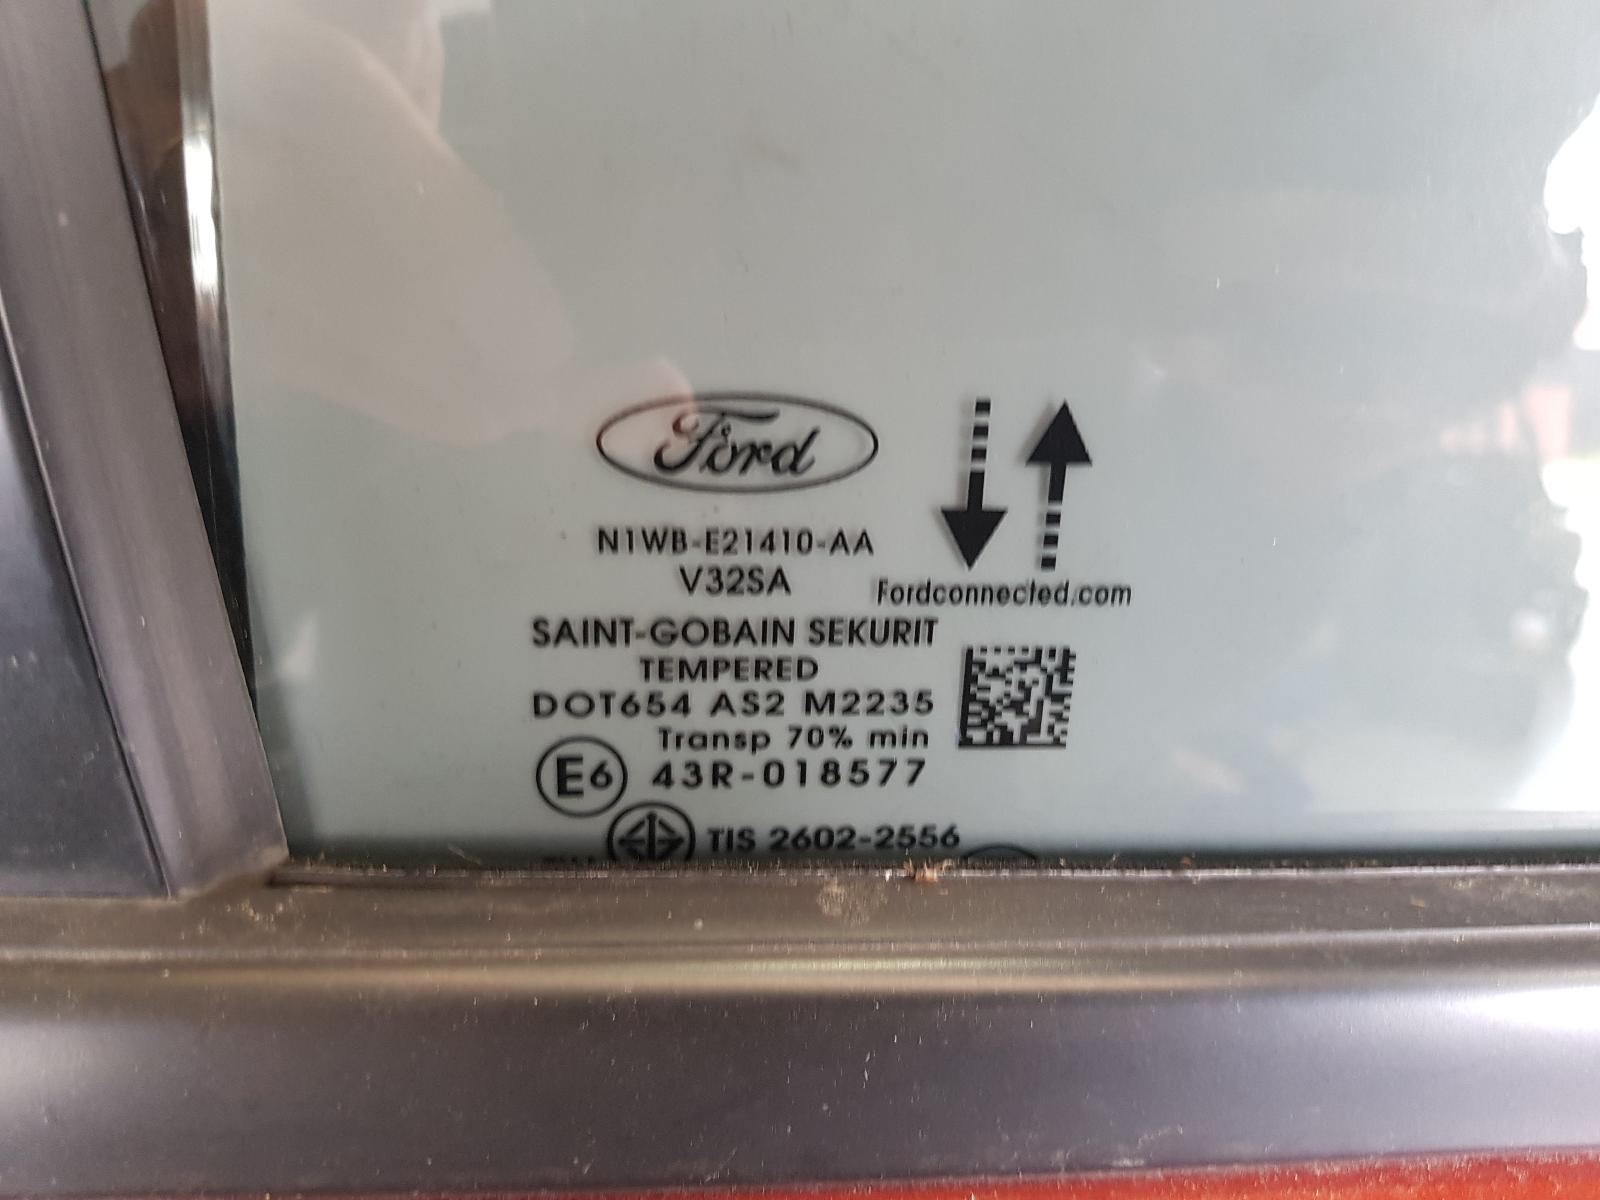 Ford
N1WB-E21410-AA
V32SA
Fordconnected.com
SAINT-GOBAIN SEKURIT
TEMPERED
DOT654 AS2 M2235
Transp 70% min
E6 43R-018577
TIS 2602-2556